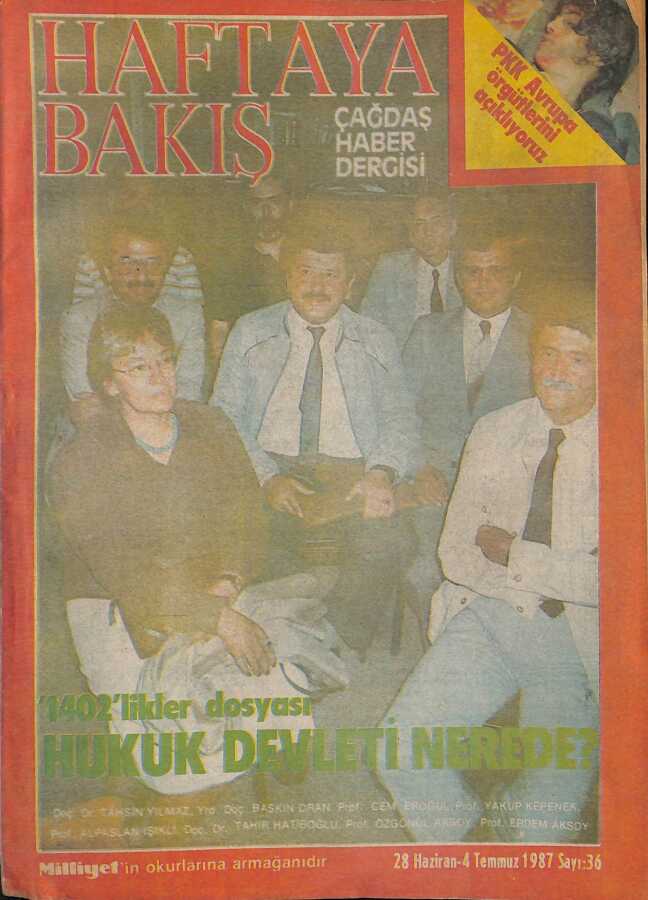 HAFTAYA
BAKIŞ
ÇAĞDAŞ
HABER
DERGİSİ
PKK Avrupa
örgütlerini
açıklıyoruz
'1402'likler dosyası
HUKUK DEVLETİ NEREDE?
Doç. Dr. TAHSİN YILMAZ, Yrd. Doç. BASKIN ORAN, Prof. CEM EROĞUL, Prof. YAKUP KEPENEK,
Prof. ALPASLAN IŞIKLI, Doç. Dr. TAHİR HATİBOĞLU, Prof. ÖZGÖNÜL AKSOY, Prof. ERDEM AKSOY
Milliyet'in okurlarına armağanıdır
28 Haziran-4 Temmuz 1987 Sayı:36